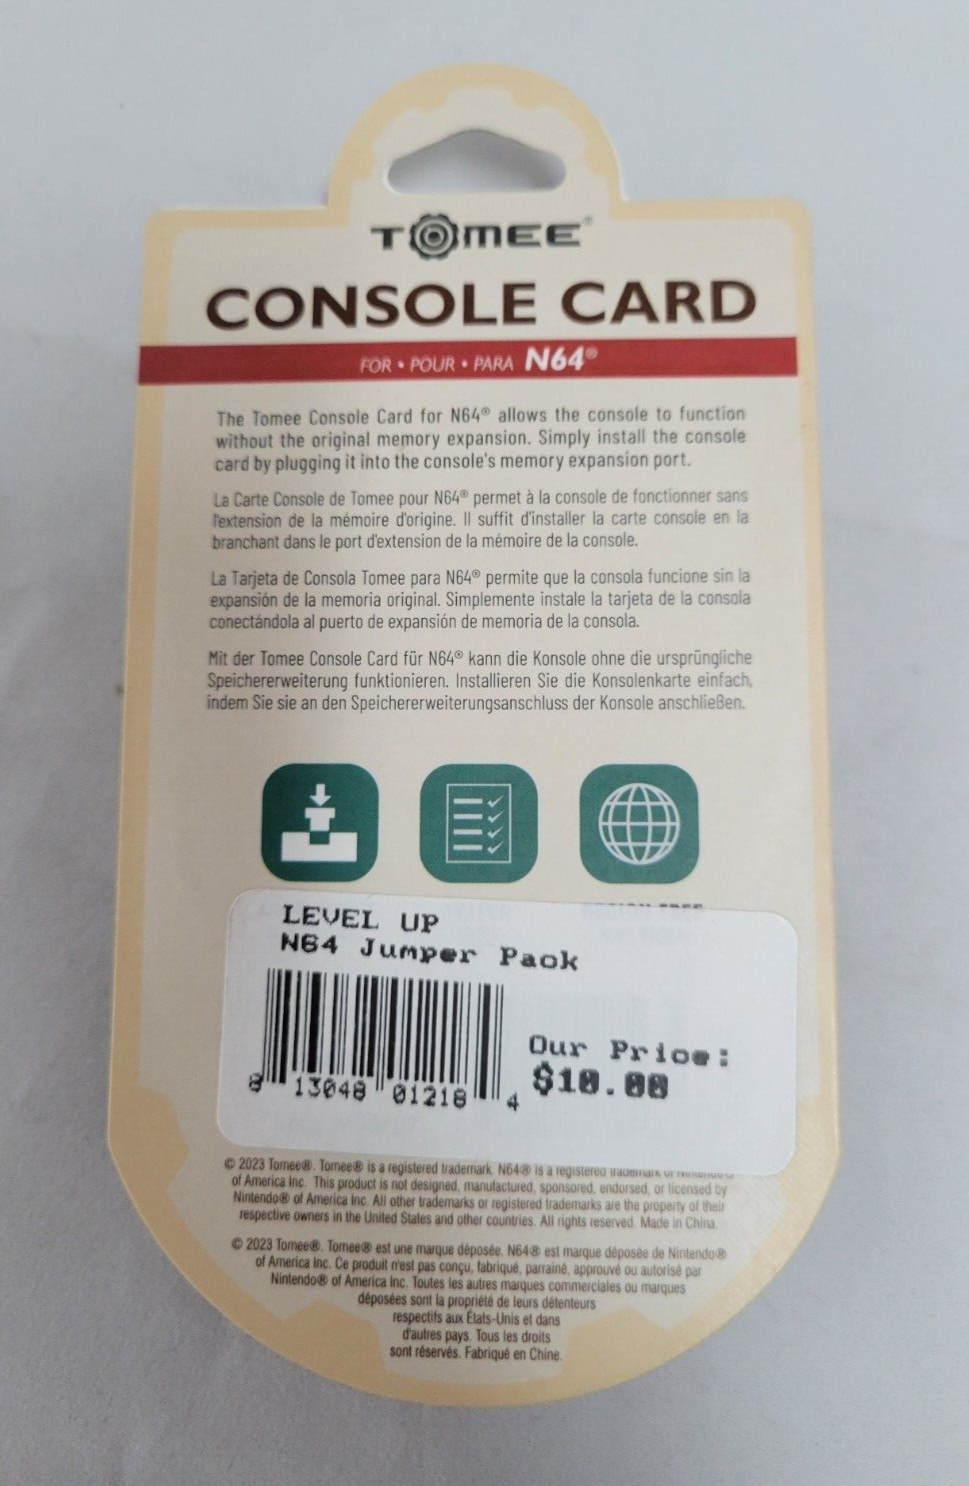 TOMEE®
CONSOLE CARD
FOR • POUR • PARA N64®
The Tomee Console Card for N64® allows the console to function
without the original memory expansion. Simply install the console
card by plugging it into the console's memory expansion port.
La Carte Console de Tomee pour N64® permet à la console de fonctionner sans
l'extension de la mémoire d'origine. Il suffit d'installer la carte console en la
branchant dans le port d'extension de la mémoire de la console.
La Tarjeta de Consola Tomee para N64® permite que la consola funcione sin la
expansión de la memoria original. Simplemente instale la tarjeta de la consola
conectándola al puerto de expansión de memoria de la consola.
Mit der Tomee Console Card für N64® kann die Konsole ohne die ursprüngliche
Speichererweiterung funktionieren. Installieren Sie die Konsolenkarte einfach,
indem Sie sie an den Speichererweiterungsanschluss der Konsole anschließen.
LEVEL UP
N64 Jumper Pack
Our Price:
$10.00
8 13048 01218 4
© 2023 Tomee®. Tomee® is a registered trademark. N64® is a registered trademark of Nintendo®
of America Inc. This product is not designed, manufactured, sponsored, endorsed, or licensed by
Nintendo® of America Inc. All other trademarks or registered trademarks are the property of their
respective owners in the United States and other countries. All rights reserved. Made in China.
© 2023 Tomee®. Tomee® est une marque déposée. N64® est marque déposée de Nintendo®
of America Inc. Ce produit n'est pas conçu, fabriqué, parrainé, approuvé ou autorisé par
Nintendo® of America Inc. Toutes les autres marques commerciales ou marques
déposées sont la propriété de leurs détenteurs
respectifs aux États-Unis et dans
d'autres pays. Tous les droits
sont réservés. Fabriqué en Chine.